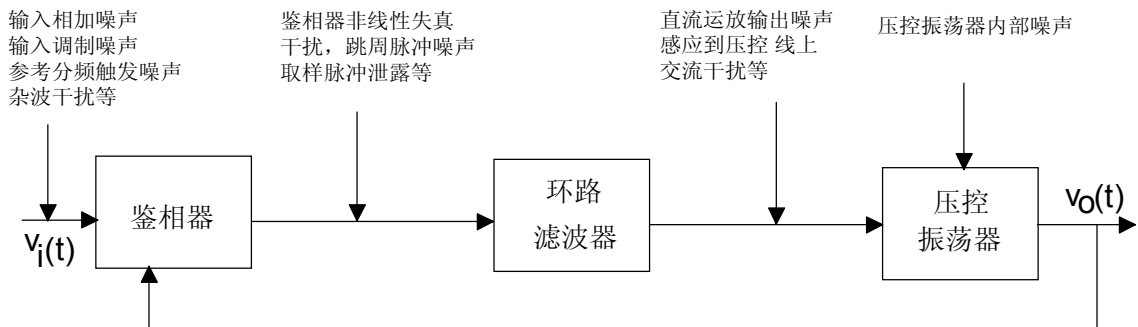 输入相加噪声
输入调制噪声
参考分频触发噪声
杂波干扰等
鉴相器非线性失真
干扰，跳周脉冲噪声
取样脉冲泄露等
直流运放输出噪声
感应到压控 线上
交流干扰等
压控振荡器内部噪声
鉴相器
环路
滤波器
压控
振荡器
vi(t)
vo(t)